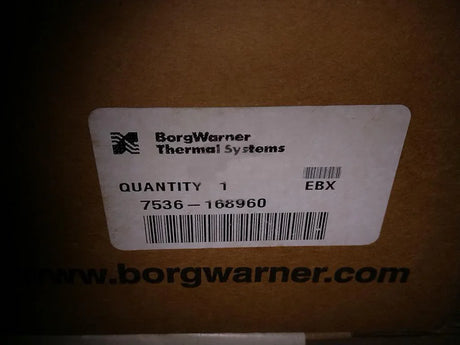 BorgWarner
Thermal Systems
QUANTITY 1 EBX
7536-168960
www.borgwarner.com